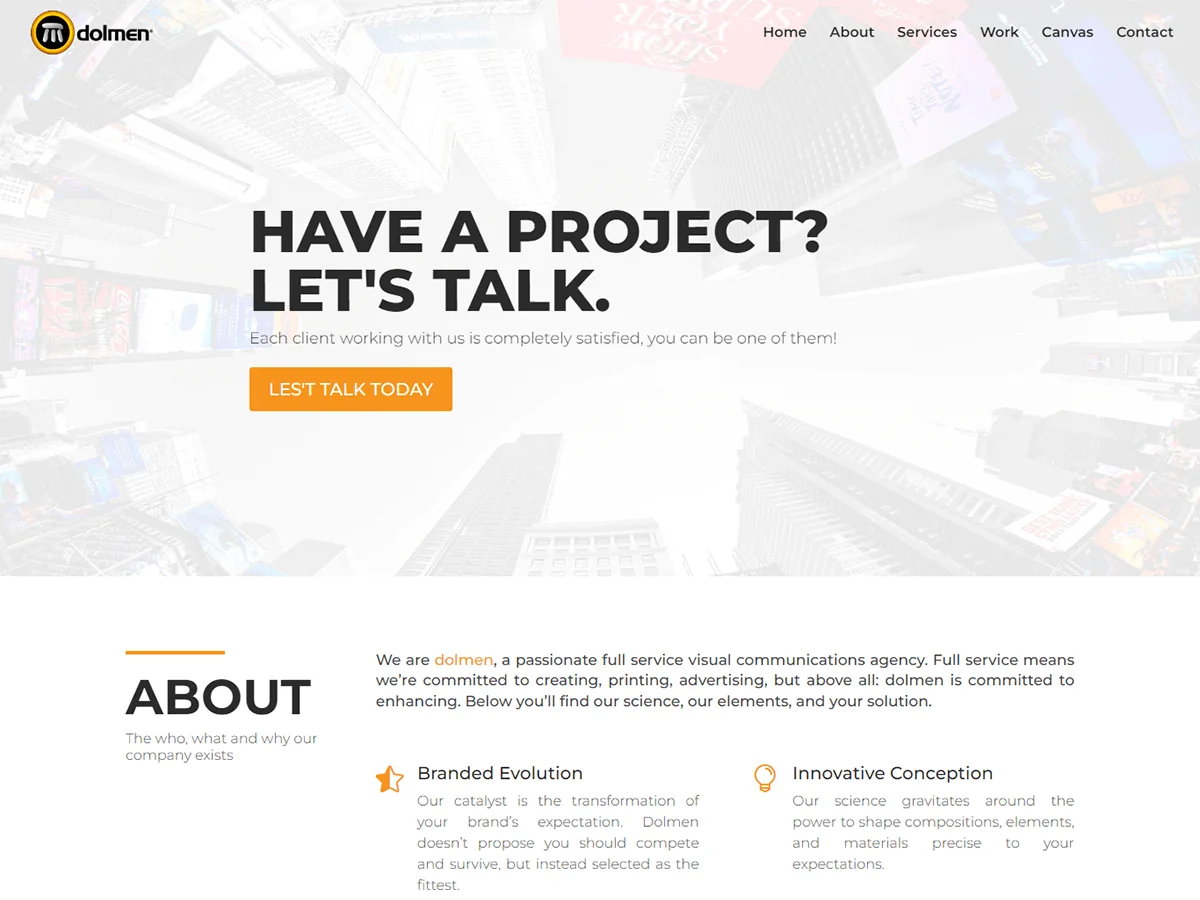 dolmen
Home About Services Work Canvas Contact
HAVE A PROJECT?
LET'S TALK.
Each client working with us is completely satisfied, you can be one of them!
LES'T TALK TODAY
ABOUT
The who, what and why our
company exists
We are dolmen, a passionate full service visual communications agency. Full service means
we’re committed to creating, printing, advertising, but above all: dolmen is committed to
enhancing. Below you’ll find our science, our elements, and your solution.
Branded Evolution
Our catalyst is the transformation of
your brand’s expectation. Dolmen
doesn’t propose you should compete
and survive, but instead selected as the
fittest.
Innovative Conception
Our science gravitates around the
power to shape compositions, elements,
and materials precise to your
expectations.